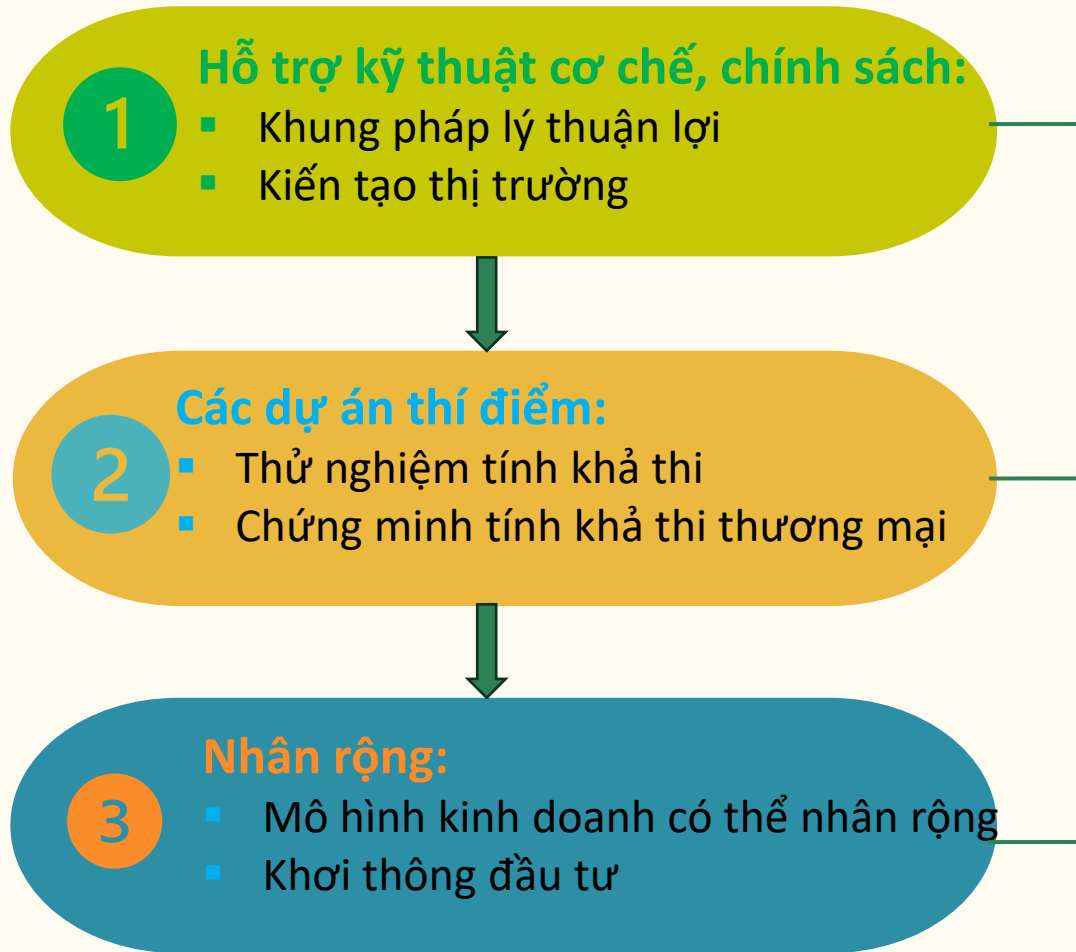 1
Hỗ trợ kỹ thuật cơ chế, chính sách:
▪ Khung pháp lý thuận lợi
▪ Kiến tạo thị trường
2
Các dự án thí điểm:
▪ Thử nghiệm tính khả thi
▪ Chứng minh tính khả thi thương mại
3
Nhân rộng:
▪ Mô hình kinh doanh có thể nhân rộng
▪ Khơi thông đầu tư